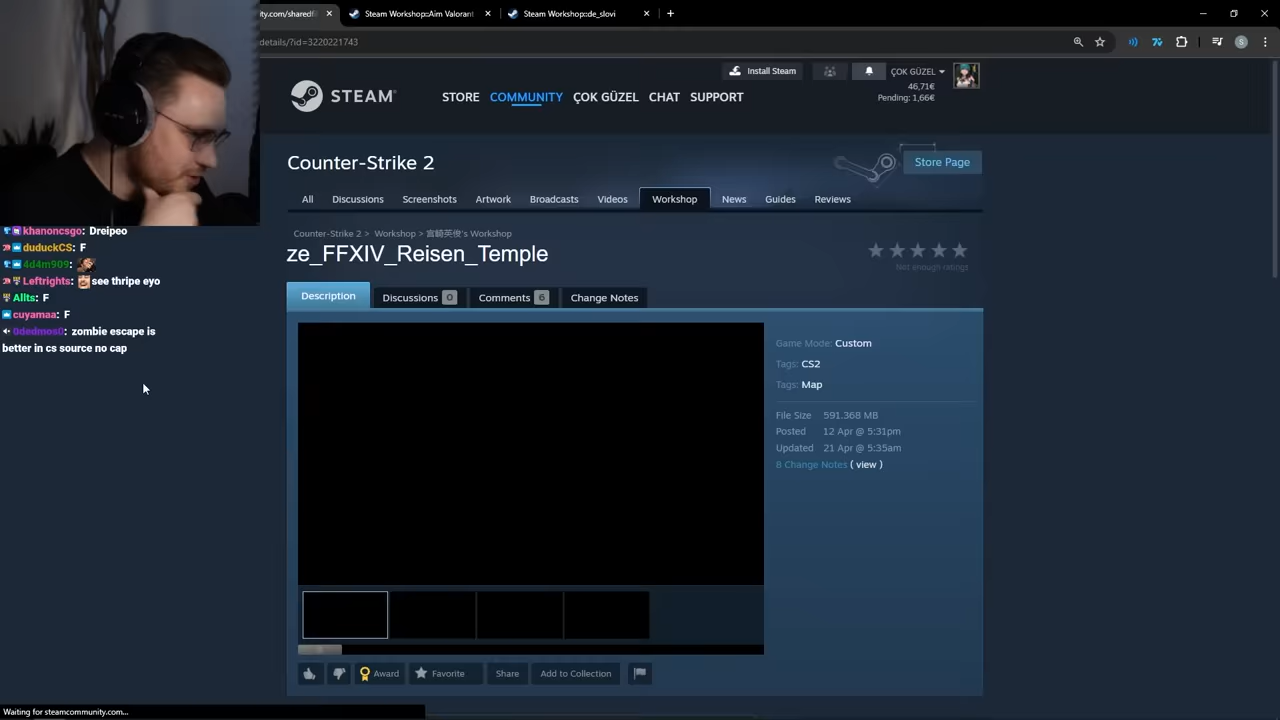 Steam Workshop::Aim Valorant
Steam Workshop::de_slovi
details/?id=3220221743
Install Steam
ÇOK GÜZEL
46,71€
Pending: 1,66€
STEAM
STORE
COMMUNITY
ÇOK GÜZEL
CHAT
SUPPORT
Counter-Strike 2
Store Page
All
Discussions
Screenshots
Artwork
Broadcasts
Videos
Workshop
News
Guides
Reviews
khanoncsgo: Dreipeo
duduckCS: F
4d4m909:
Leftrights: see thripe eyo
Allts: F
cuyamaa: F
0dedmos0: zombie escape is
better in cs source no cap
Counter-Strike 2 > Workshop > 宮崎英俊's Workshop
ze_FFXIV_Reisen_Temple
Not enough ratings
Description
Discussions 0
Comments 6
Change Notes
Game Mode: Custom
Tags: CS2
Tags: Map
File Size 591.368 MB
Posted 12 Apr @ 5:31pm
Updated 21 Apr @ 5:35am
8 Change Notes ( view )
Award
Favorite
Share
Add to Collection
Waiting for steamcommunity.com...